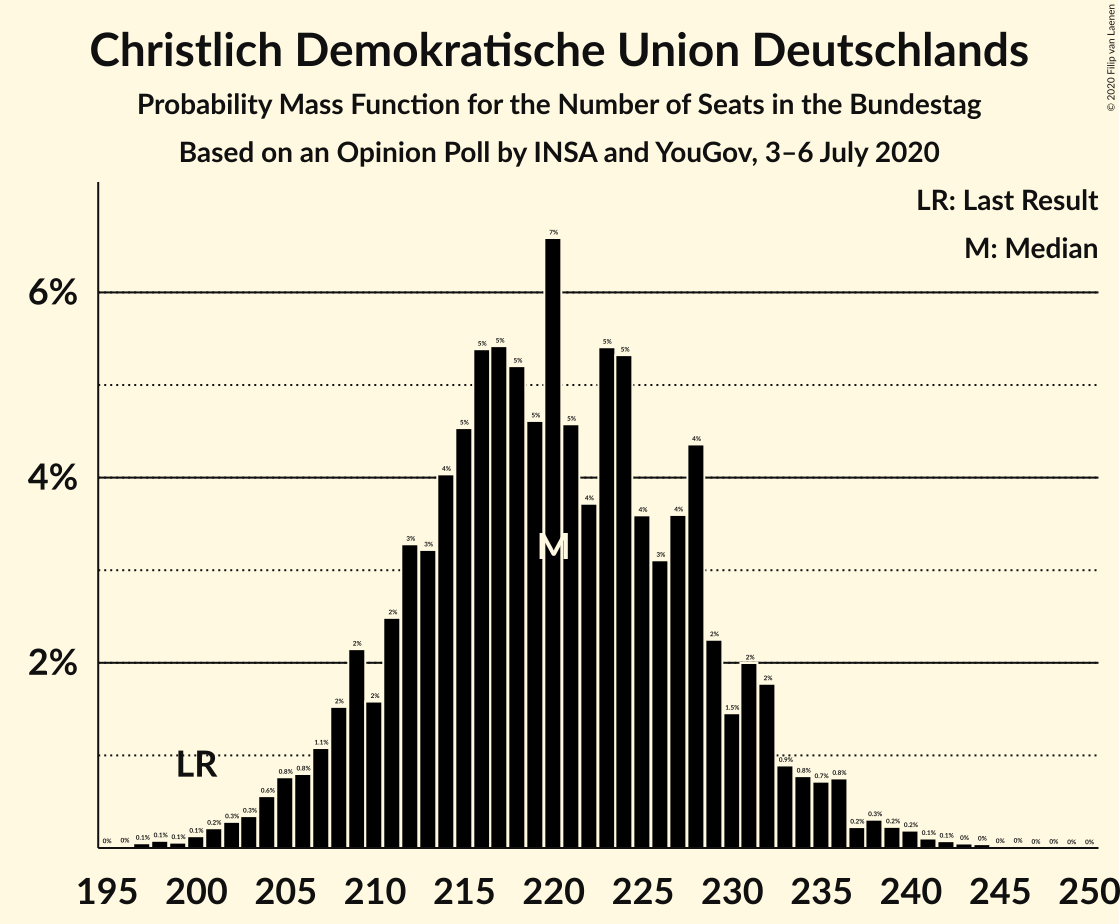 Christlich Demokratische Union Deutschlands
Probability Mass Function for the Number of Seats in the Bundestag
Based on an Opinion Poll by INSA and YouGov, 3–6 July 2020
© 2020 Filip van Laenen
LR: Last Result
M: Median
6%
4%
2%
0% 0% 0.1% 0.1% 0.1% 0.1% 0.2% 0.3% 0.3% 0.6% 0.8% 0.8% 1.1% 2% 2% 2% 2% 3% 3% 4% 5% 5% 5% 5% 5% 7% 5% 4% 5% 5% 4% 3% 4% 4% 2% 1.5% 2% 2% 0.9% 0.8% 0.7% 0.8% 0.2% 0.3% 0.2% 0.2% 0.1% 0.1% 0% 0% 0% 0% 0% 0% 0% 0%
M
LR
195 200 205 210 215 220 225 230 235 240 245 250